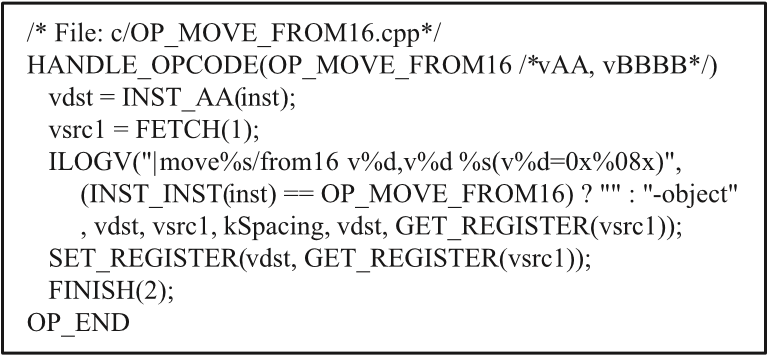 /* File: c/OP_MOVE_FROM16.cpp*/
HANDLE_OPCODE(OP_MOVE_FROM16 /*vAA, vBBBB*/)
vdst = INST_AA(inst);
vsrc1 = FETCH(1);
ILOGV("|move%s/from16 v%d,v%d %s(v%d=0x%08x)",
(INST_INST(inst) == OP_MOVE_FROM16) ? "" : "-object"
, vdst, vsrc1, kSpacing, vdst, GET_REGISTER(vsrc1));
SET_REGISTER(vdst, GET_REGISTER(vsrc1));
FINISH(2);
OP_END